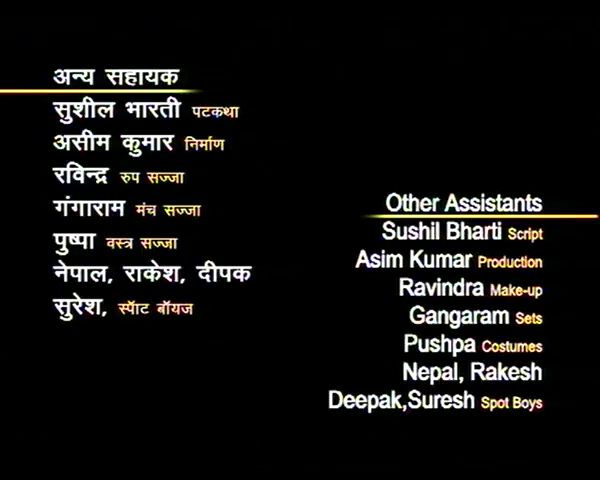 अन्य सहायक
सुशील भारती पटकथा
असीम कुमार निर्माण
रविन्द्र रुप सज्जा
गंगाराम मंच सज्जा
पुष्पा वस्त्र सज्जा
नेपाल, राकेश, दीपक
सुरेश, स्पॅाट बॉयज
Other Assistants
Sushil Bharti Script
Asim Kumar Production
Ravindra Make-up
Gangaram Sets
Pushpa Costumes
Nepal, Rakesh
Deepak,Suresh Spot Boys